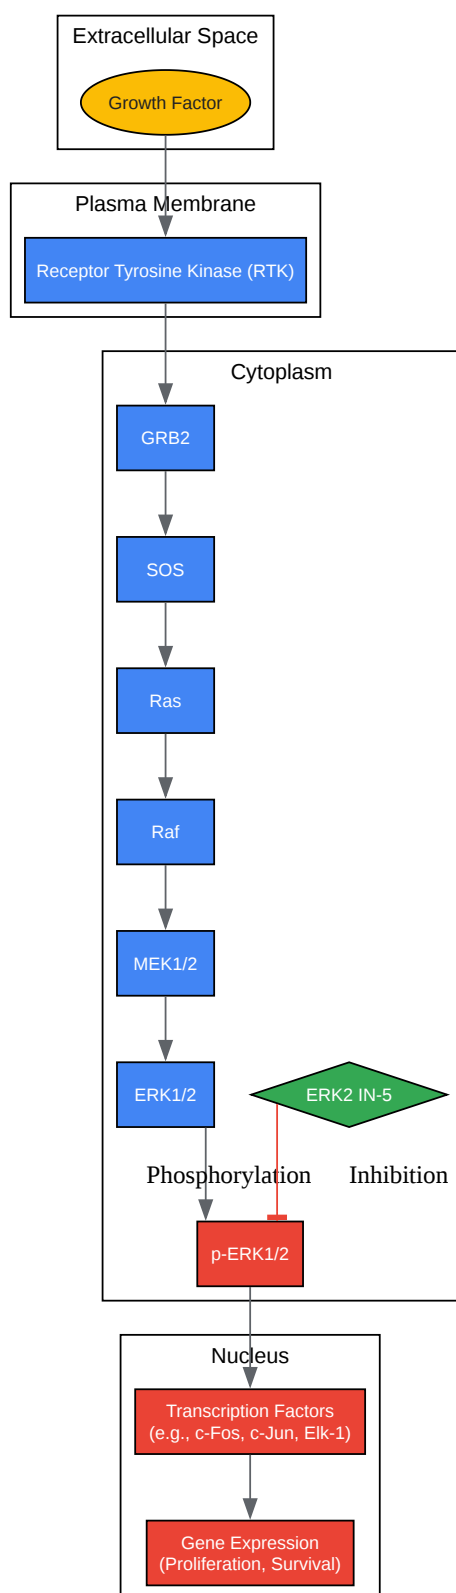 Extracellular Space
Growth Factor
Plasma Membrane
Receptor Tyrosine Kinase (RTK)
Cytoplasm
GRB2
SOS
Ras
Raf
MEK1/2
ERK1/2
ERK2 IN-5
Phosphorylation
Inhibition
p-ERK1/2
Nucleus
Transcription Factors
(e.g., c-Fos, c-Jun, Elk-1)
Gene Expression
(Proliferation, Survival)